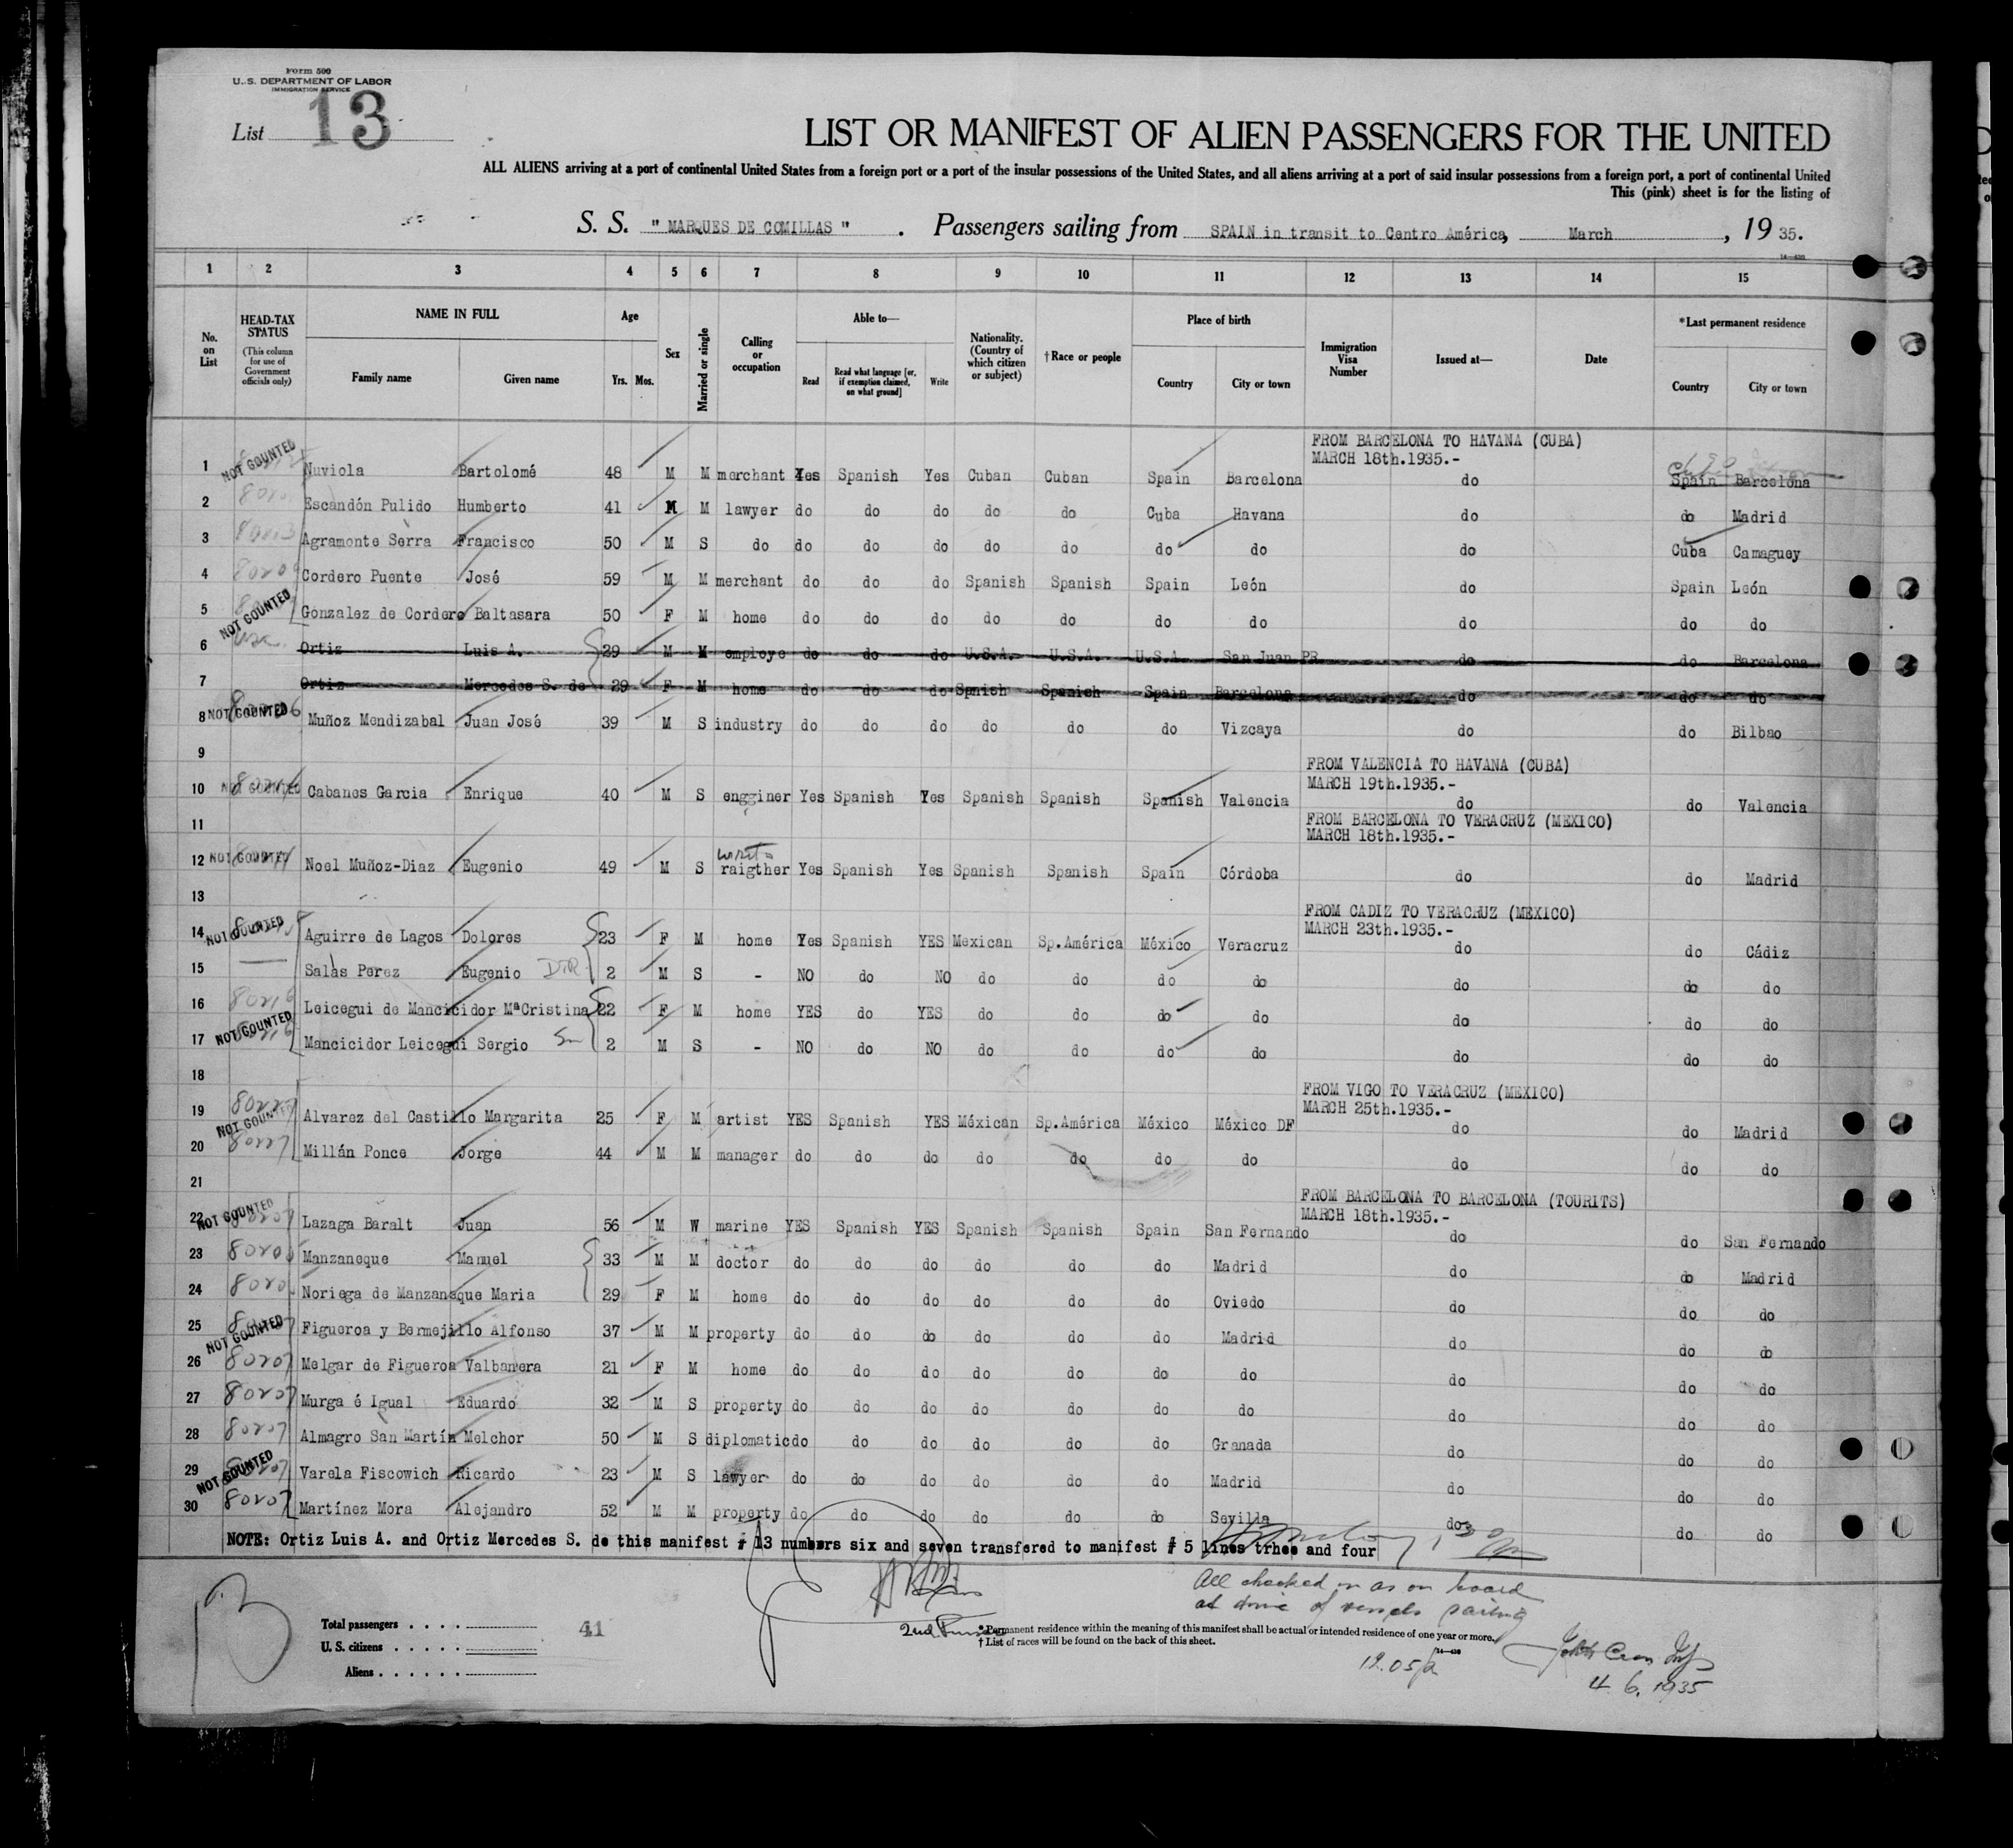 Form 500
U. S. DEPARTMENT OF LABOR
IMMIGRATION SERVICE
List 13
LIST OR MANIFEST OF ALIEN PASSENGERS FOR THE UNITED
ALL ALIENS arriving at a port of continental United States from a foreign port or a port of the insular possessions of the United States, and all aliens arriving at a port of said insular possessions from a foreign port, a port of continental United
This (pink) sheet is for the listing of
S. S. " MARQUES DE COMILLAS " . Passengers sailing from SPAIN in transit to Centro América, March , 19 35.
1 2 3 4 5 6 7 8 9 10 11 12 13 14 15
No. on List
HEAD-TAX STATUS (This column for use of Government officials only)
NAME IN FULL
Family name Given name
Age Yrs. Mos.
Sex
Married or single
Calling or occupation
Able to— Read Read what language [or, if exemption claimed, on what ground] Write
Nationality. (Country of which citizen or subject)
†Race or people
Place of birth Country City or town
Immigration Visa Number
Issued at—
Date
*Last permanent residence Country City or town
FROM BARCELONA TO HAVANA (CUBA)
MARCH 18th.1935.-
1 NOT COUNTED Nuviola Bartolomé 48 M M merchant Yes Spanish Yes Cuban Cuban Spain Barcelona do Spain Barcelona
2 Escandón Pulido Humberto 41 M M lawyer do do do do do Cuba Havana do do Madrid
3 Agramonte Serra Francisco 50 M S do do do do do do do do do Cuba Camaguey
4 Cordero Puente José 59 M M merchant do do do Spanish Spanish Spain León do Spain León
5 NOT COUNTED Gonzalez de Cordero Baltasara 50 F M home do do do do do do do do do do
6 Ortiz Luis A. 29 M M employe do do do U.S.A. U.S.A. U.S.A. San Juan PR do do Barcelona
7 Ortiz Mercedes S. de 29 F M home do do do Spnish Spanish Spain Barcelona do do do
8 NOT COUNTED Muñoz Mendizabal Juan José 39 M S industry do do do do do do Vizcaya do do Bilbao
9
FROM VALENCIA TO HAVANA (CUBA)
MARCH 19th.1935.-
10 NOT COUNTED Cabanes Garcia Enrique 40 M S engginer Yes Spanish Yes Spanish Spanish Spanish Valencia do do Valencia
11
FROM BARCELONA TO VERACRUZ (MEXICO)
MARCH 18th.1935.-
12 NOT COUNTED Noel Muñoz-Diaz Eugenio 49 M S raigther Yes Spanish Yes Spanish Spanish Spain Córdoba do do Madrid
13
FROM CADIZ TO VERACRUZ (MEXICO)
MARCH 23th.1935.-
14 NOT COUNTED Aguirre de Lagos Dolores 23 F M home Yes Spanish YES Mexican Sp.América México Veracruz do do Cádiz
15 Salas Perez Eugenio 2 M S - NO do NO do do do do do do do
16 80216 Leicegui de Mancicidor MªCristina 22 F M home YES do YES do do do do do do do
17 NOT COUNTED Mancicidor Leicegui Sergio 2 M S - NO do NO do do do do do do do
18
FROM VIGO TO VERACRUZ (MEXICO)
MARCH 25th.1935.-
19 80227 NOT COUNTED Alvarez del Castillo Margarita 25 F M artist YES Spanish YES Méxican Sp.América México México DF do do Madrid
20 80227 Millán Ponce Jorge 44 M M manager do do do do do do do do do do
21
FROM BARCELONA TO BARCELONA (TOURITS)
MARCH 18th.1935.-
22 NOT COUNTED Lazaga Baralt Juan 56 M W marine YES Spanish YES Spanish Spanish Spain San Fernando do do San Fernando
23 Manzaneque Manuel 33 M M doctor do do do do do do Madrid do do Madrid
24 Noriega de Manzaneque Maria 29 F M home do do do do do do Oviedo do do do
25 NOT COUNTED Figueroa y Bermejillo Alfonso 37 M M property do do do do do do Madrid do do do
26 80207 Melgar de Figueroa Valbanera 21 F M home do do do do do do do do do do
27 80207 Murga é Igual Eduardo 32 M S property do do do do do do do do do do
28 80207 Almagro San Martín Melchor 50 M S diplomatic do do do do do do Granada do do do
29 NOT COUNTED Varela Fiscowich Ricardo 23 M S lawyer do do do do do do Madrid do do do
30 80207 Martínez Mora Alejandro 52 M M property do do do do do do Sevilla do do do
NOTE: Ortiz Luis A. and Ortiz Mercedes S. de this manifest # 13 numbers six and seven transfered to manifest # 5 lines trhee and four
All checked in as on board
at time of vessels sailing
13
Total passengers . . . .
U. S. citizens . . . . .
Aliens . . . . . .
41
*Permanent residence within the meaning of this manifest shall be actual or intended residence of one year or more.
†List of races will be found on the back of this sheet.
4 6. 1935